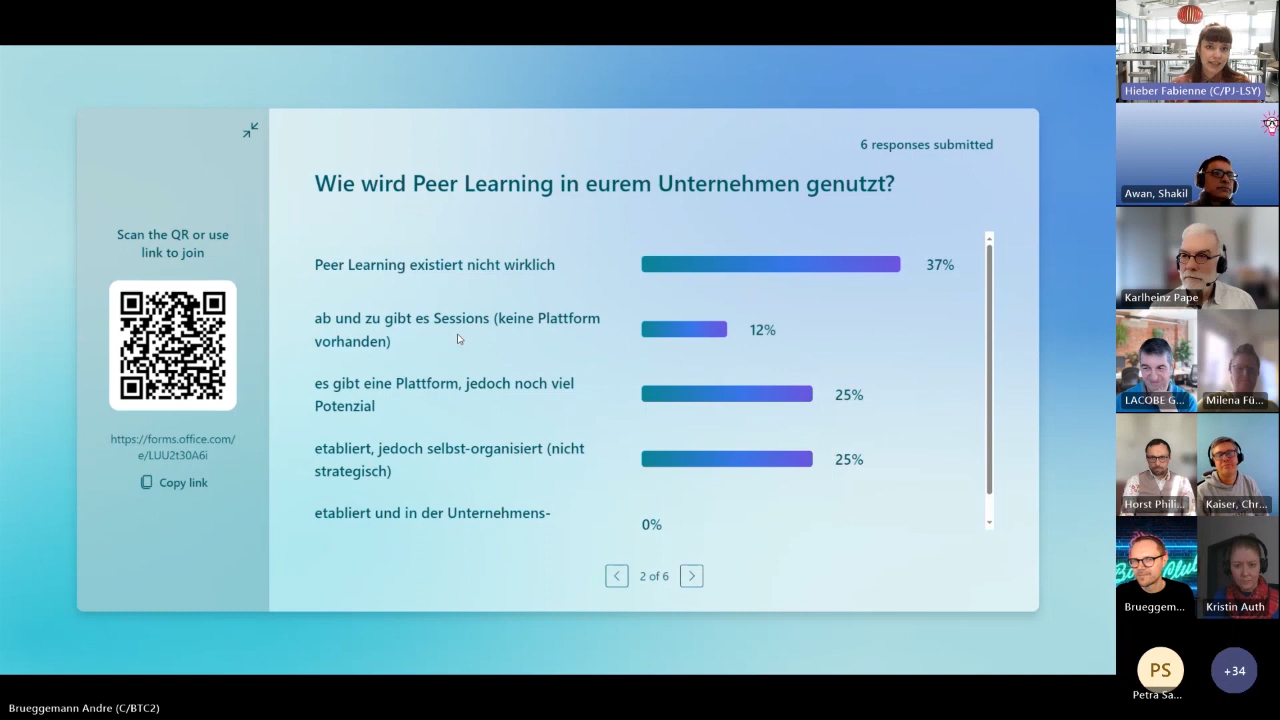 6 responses submitted
Wie wird Peer Learning in eurem Unternehmen genutzt?
Scan the QR or use
link to join
https://forms.office.com/
e/LUU2t30A6i
Copy link
Peer Learning existiert nicht wirklich
37%
ab und zu gibt es Sessions (keine Plattform
vorhanden)
12%
es gibt eine Plattform, jedoch noch viel
Potenzial
25%
etabliert, jedoch selbst-organisiert (nicht
strategisch)
25%
etabliert und in der Unternehmens-
0%
2 of 6
Hieber Fabienne (C/PJ-LSY)
Awan, Shakil
Karlheinz Pape
LACOBE G...
Milena Fü...
Horst Phili...
Kaiser, Chr...
Brueggem...
Kristin Auth
PS
Petra Sa...
+34
Brueggemann Andre (C/BTC2)